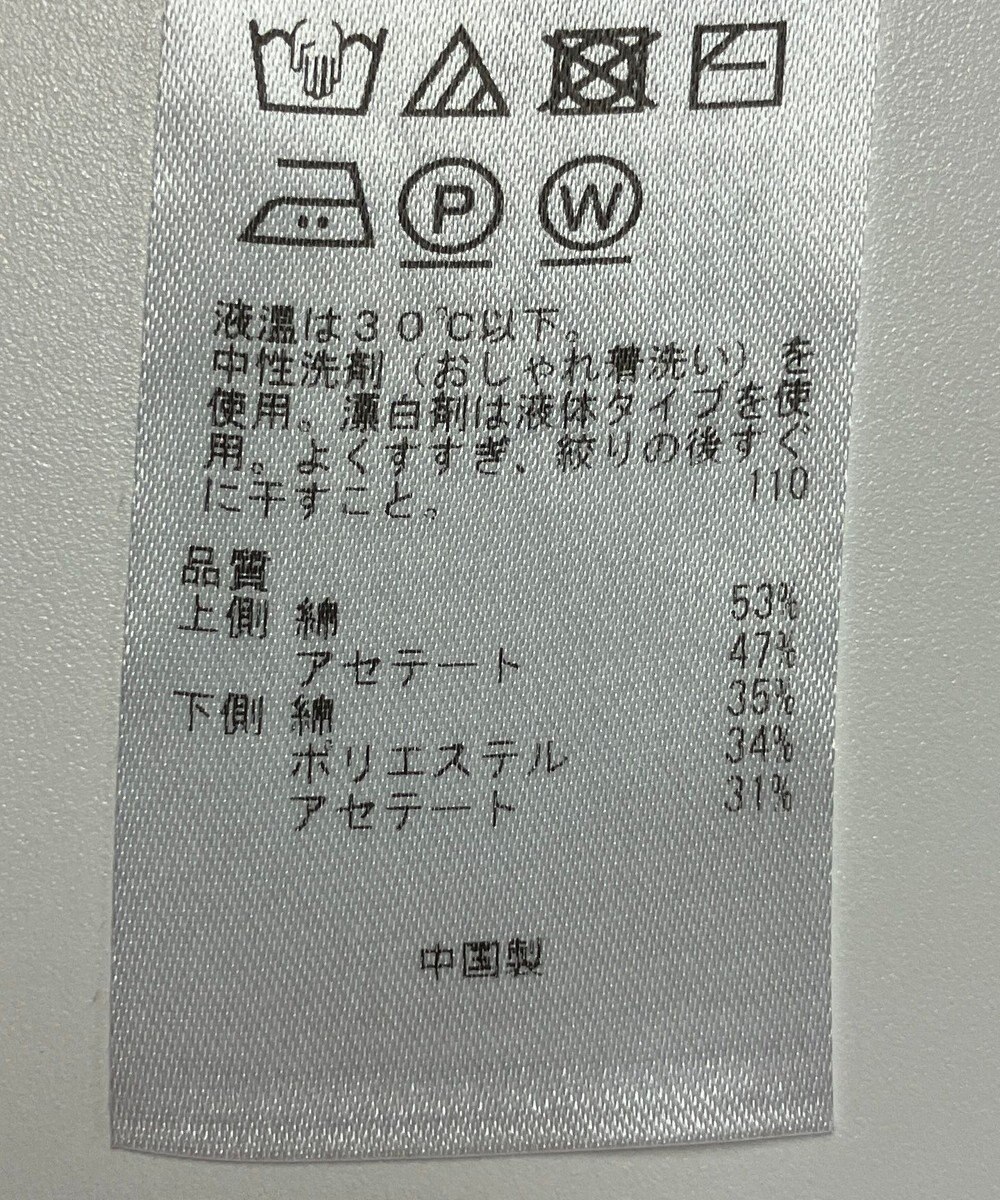 P W
液温は30℃以下。
中性洗剤（おしゃれ着洗い）を
使用。漂白剤は液体タイプを使
用。よくすすぎ、絞りの後すぐ
に干すこと。 110
品質
上側 綿 53%
アセテート 47%
下側 綿 35%
ポリエステル 34%
アセテート 31%
中国製